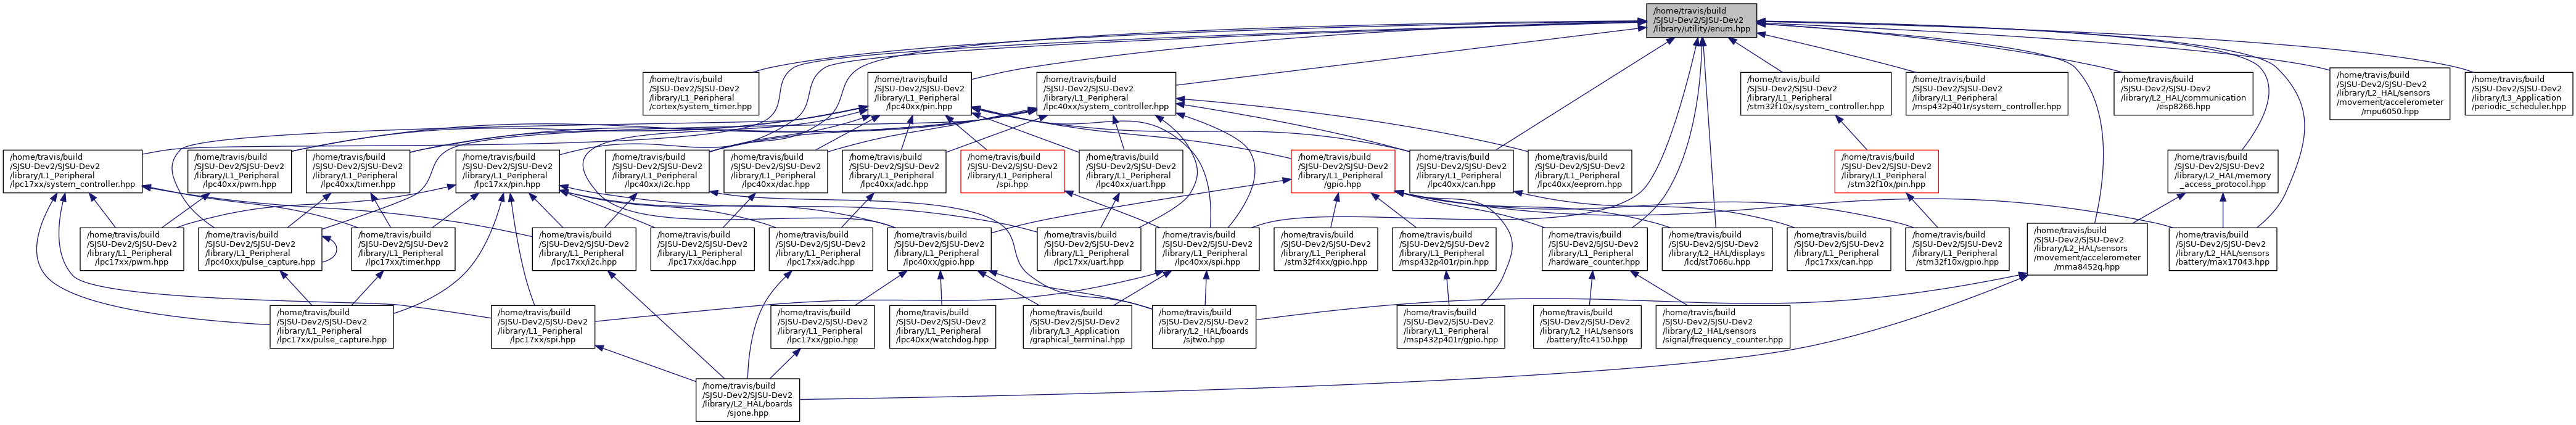 /home/travis/build
/SJSU-Dev2/SJSU-Dev2
/library/utility/enum.hpp
/home/travis/build
/SJSU-Dev2/SJSU-Dev2
/library/L1_Peripheral
/cortex/system_timer.hpp
/home/travis/build
/SJSU-Dev2/SJSU-Dev2
/library/L1_Peripheral
/lpc40xx/pin.hpp
/home/travis/build
/SJSU-Dev2/SJSU-Dev2
/library/L1_Peripheral
/lpc40xx/system_controller.hpp
/home/travis/build
/SJSU-Dev2/SJSU-Dev2
/library/L1_Peripheral
/stm32f10x/system_controller.hpp
/home/travis/build
/SJSU-Dev2/SJSU-Dev2
/library/L1_Peripheral
/msp432p401r/system_controller.hpp
/home/travis/build
/SJSU-Dev2/SJSU-Dev2
/library/L2_HAL/communication
/esp8266.hpp
/home/travis/build
/SJSU-Dev2/SJSU-Dev2
/library/L2_HAL/sensors
/movement/accelerometer
/mpu6050.hpp
/home/travis/build
/SJSU-Dev2/SJSU-Dev2
/library/L3_Application
/periodic_scheduler.hpp
/home/travis/build
/SJSU-Dev2/SJSU-Dev2
/library/L1_Peripheral
/lpc17xx/system_controller.hpp
/home/travis/build
/SJSU-Dev2/SJSU-Dev2
/library/L1_Peripheral
/lpc40xx/pwm.hpp
/home/travis/build
/SJSU-Dev2/SJSU-Dev2
/library/L1_Peripheral
/lpc40xx/timer.hpp
/home/travis/build
/SJSU-Dev2/SJSU-Dev2
/library/L1_Peripheral
/lpc17xx/pin.hpp
/home/travis/build
/SJSU-Dev2/SJSU-Dev2
/library/L1_Peripheral
/lpc40xx/i2c.hpp
/home/travis/build
/SJSU-Dev2/SJSU-Dev2
/library/L1_Peripheral
/lpc40xx/dac.hpp
/home/travis/build
/SJSU-Dev2/SJSU-Dev2
/library/L1_Peripheral
/lpc40xx/adc.hpp
/home/travis/build
/SJSU-Dev2/SJSU-Dev2
/library/L1_Peripheral
/spi.hpp
/home/travis/build
/SJSU-Dev2/SJSU-Dev2
/library/L1_Peripheral
/lpc40xx/uart.hpp
/home/travis/build
/SJSU-Dev2/SJSU-Dev2
/library/L1_Peripheral
/gpio.hpp
/home/travis/build
/SJSU-Dev2/SJSU-Dev2
/library/L1_Peripheral
/lpc40xx/can.hpp
/home/travis/build
/SJSU-Dev2/SJSU-Dev2
/library/L1_Peripheral
/lpc40xx/eeprom.hpp
/home/travis/build
/SJSU-Dev2/SJSU-Dev2
/library/L1_Peripheral
/stm32f10x/pin.hpp
/home/travis/build
/SJSU-Dev2/SJSU-Dev2
/library/L2_HAL/memory
_access_protocol.hpp
/home/travis/build
/SJSU-Dev2/SJSU-Dev2
/library/L1_Peripheral
/lpc17xx/pwm.hpp
/home/travis/build
/SJSU-Dev2/SJSU-Dev2
/library/L1_Peripheral
/lpc40xx/pulse_capture.hpp
/home/travis/build
/SJSU-Dev2/SJSU-Dev2
/library/L1_Peripheral
/lpc17xx/timer.hpp
/home/travis/build
/SJSU-Dev2/SJSU-Dev2
/library/L1_Peripheral
/lpc17xx/i2c.hpp
/home/travis/build
/SJSU-Dev2/SJSU-Dev2
/library/L1_Peripheral
/lpc17xx/dac.hpp
/home/travis/build
/SJSU-Dev2/SJSU-Dev2
/library/L1_Peripheral
/lpc17xx/adc.hpp
/home/travis/build
/SJSU-Dev2/SJSU-Dev2
/library/L1_Peripheral
/lpc40xx/gpio.hpp
/home/travis/build
/SJSU-Dev2/SJSU-Dev2
/library/L1_Peripheral
/lpc17xx/uart.hpp
/home/travis/build
/SJSU-Dev2/SJSU-Dev2
/library/L1_Peripheral
/lpc40xx/spi.hpp
/home/travis/build
/SJSU-Dev2/SJSU-Dev2
/library/L1_Peripheral
/stm32f4xx/gpio.hpp
/home/travis/build
/SJSU-Dev2/SJSU-Dev2
/library/L1_Peripheral
/msp432p401r/pin.hpp
/home/travis/build
/SJSU-Dev2/SJSU-Dev2
/library/L1_Peripheral
/hardware_counter.hpp
/home/travis/build
/SJSU-Dev2/SJSU-Dev2
/library/L2_HAL/displays
/lcd/st7066u.hpp
/home/travis/build
/SJSU-Dev2/SJSU-Dev2
/library/L1_Peripheral
/lpc17xx/can.hpp
/home/travis/build
/SJSU-Dev2/SJSU-Dev2
/library/L1_Peripheral
/stm32f10x/gpio.hpp
/home/travis/build
/SJSU-Dev2/SJSU-Dev2
/library/L2_HAL/sensors
/movement/accelerometer
/mma8452q.hpp
/home/travis/build
/SJSU-Dev2/SJSU-Dev2
/library/L2_HAL/sensors
/battery/max17043.hpp
/home/travis/build
/SJSU-Dev2/SJSU-Dev2
/library/L1_Peripheral
/lpc17xx/pulse_capture.hpp
/home/travis/build
/SJSU-Dev2/SJSU-Dev2
/library/L1_Peripheral
/lpc17xx/spi.hpp
/home/travis/build
/SJSU-Dev2/SJSU-Dev2
/library/L1_Peripheral
/lpc17xx/gpio.hpp
/home/travis/build
/SJSU-Dev2/SJSU-Dev2
/library/L1_Peripheral
/lpc40xx/watchdog.hpp
/home/travis/build
/SJSU-Dev2/SJSU-Dev2
/library/L3_Application
/graphical_terminal.hpp
/home/travis/build
/SJSU-Dev2/SJSU-Dev2
/library/L2_HAL/boards
/sjtwo.hpp
/home/travis/build
/SJSU-Dev2/SJSU-Dev2
/library/L1_Peripheral
/msp432p401r/gpio.hpp
/home/travis/build
/SJSU-Dev2/SJSU-Dev2
/library/L2_HAL/sensors
/battery/ltc4150.hpp
/home/travis/build
/SJSU-Dev2/SJSU-Dev2
/library/L2_HAL/sensors
/signal/frequency_counter.hpp
/home/travis/build
/SJSU-Dev2/SJSU-Dev2
/library/L2_HAL/boards
/sjone.hpp